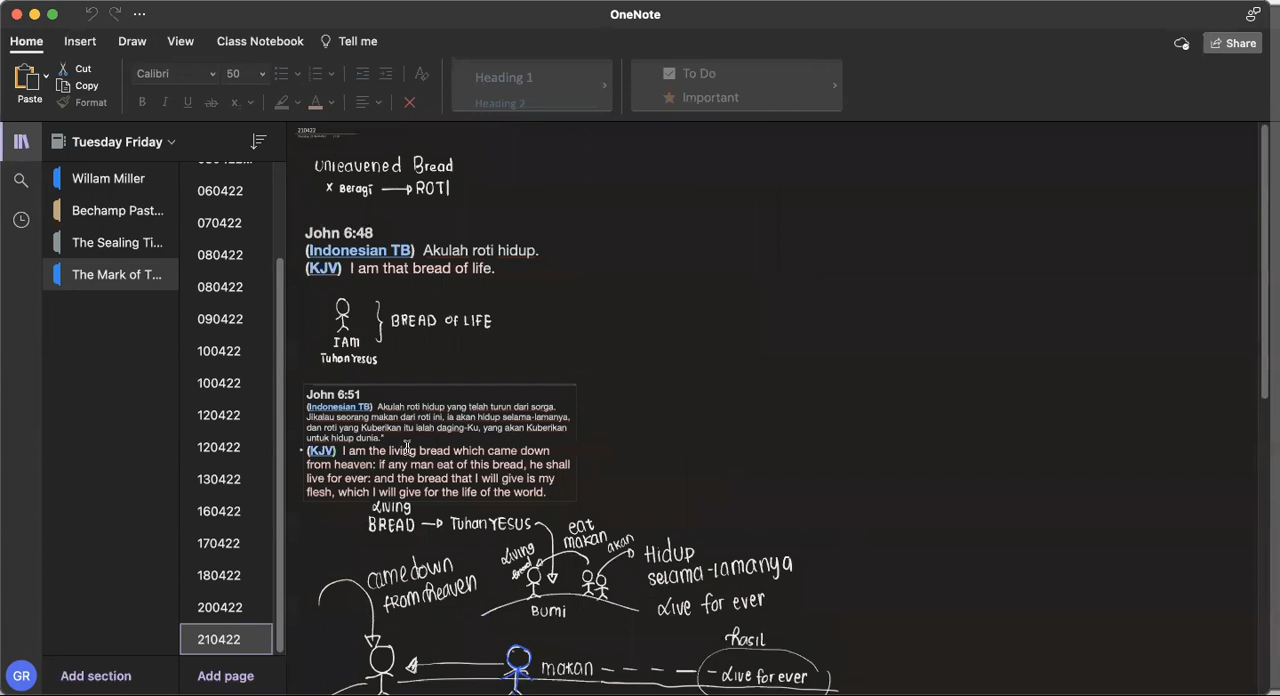 OneNote
Home Insert Draw View Class Notebook Tell me
Share
Paste
Cut
Copy
Format
Calibri 50
B I U ab x A
Heading 1
Heading 2
To Do
Important
Tuesday Friday
Willam Miller
Bechamp Past...
The Sealing Ti...
The Mark of T...
060422
070422
080422
080422
090422
100422
100422
120422
120422
130422
160422
170422
180422
200422
210422
GR
Add section
Add page
210422
Unleavened Bread
x Beragi → ROTI
John 6:48
(Indonesian TB) Akulah roti hidup.
(KJV) I am that bread of life.
BREAD OF LIFE
I AM
Tuhan YESUS
John 6:51
(Indonesian TB) Akulah roti hidup yang telah turun dari sorga.
Jikalau seorang makan dari roti ini, ia akan hidup selama-lamanya,
dan roti yang Kuberikan itu ialah daging-Ku, yang akan Kuberikan
untuk hidup dunia."
(KJV) I am the living bread which came down
from heaven: if any man eat of this bread, he shall
live for ever: and the bread that I will give is my
flesh, which I will give for the life of the world.
Living
BREAD → Tuhan YESUS
eat
makan
akan
Living
bread
Hidup
selama-lamanya
Live for ever
Bumi
came down
from heaven
makan
hasil
- Live for ever